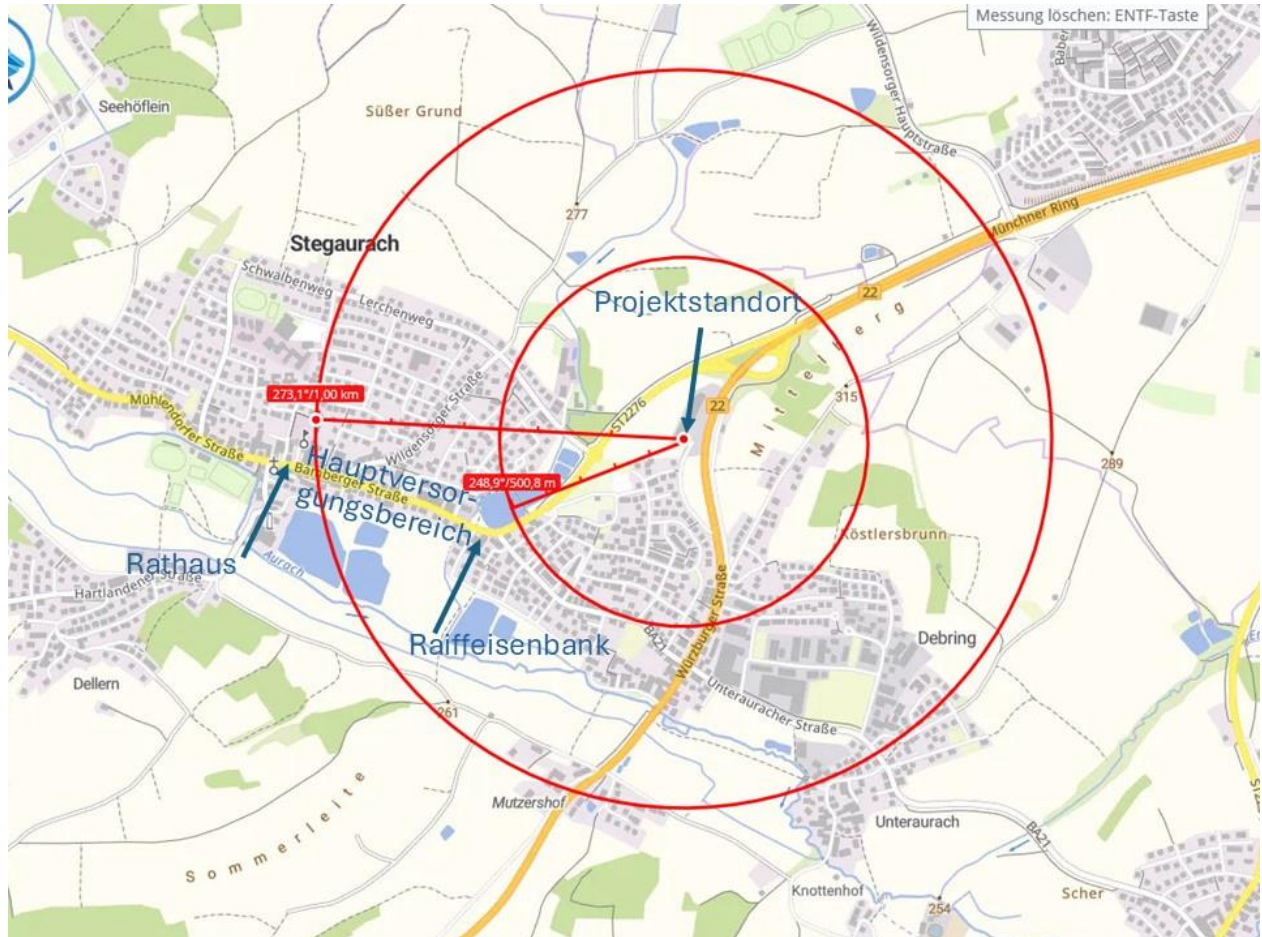 Messung löschen: ENTF-Taste
Wildensorger Hauptstraße
Seehöflein
Süßer Grund
277
Münchner Ring
Stegaurach
Schwalbenweg
Lerchenweg
Projektstandort
22
Mittelberg
273,1°/1,00 km
ST2276
22
315
Mühlendorfer Straße
Wildensorger Straße
289
Hauptversor-
gungsbereich
Bamberger Straße
248,9°/500,8 m
Köstlersbrunn
Rathaus
Aurach
Hartlandener Straße
Raiffeisenbank
BA21
Würzburger Straße
Debring
Dellern
261
Unterauracher Straße
Mutzershof
Sommerleite
Unteraurach
BA21
Knottenhof
254
Scher